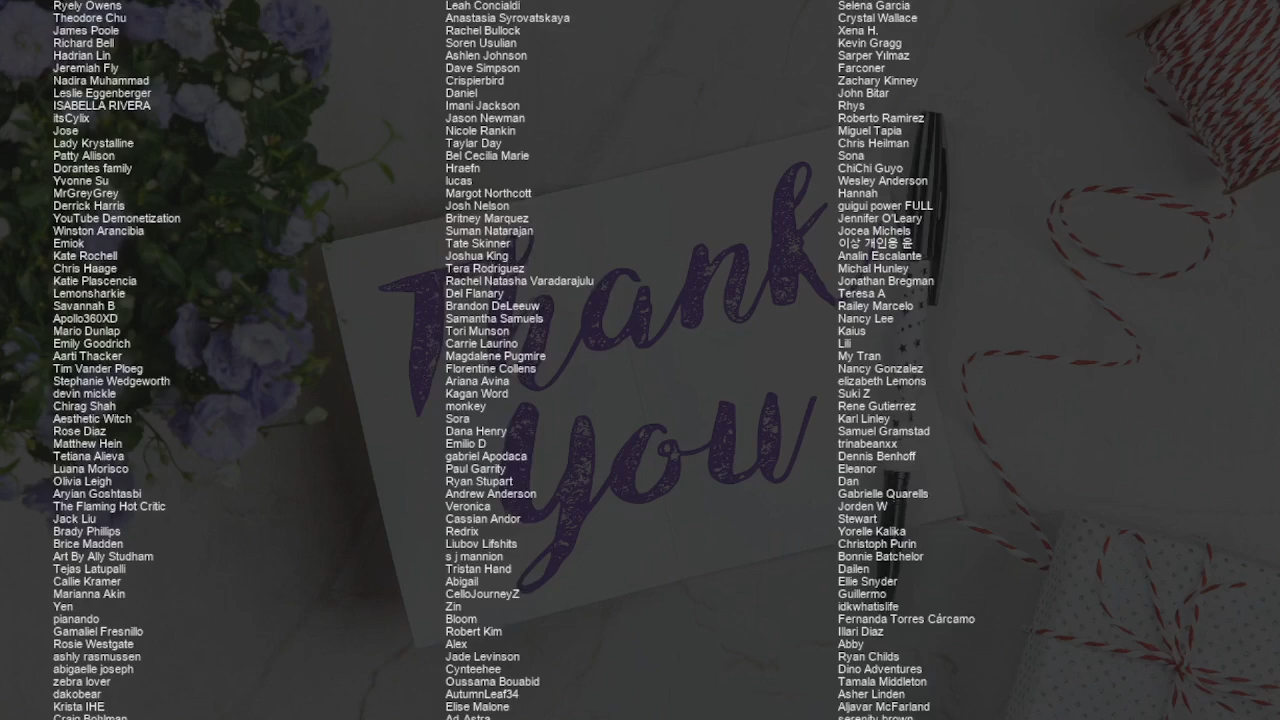 Ryely Owens
Theodore Chu
James Poole
Richard Bell
Hadrian Lin
Jeremiah Fly
Nadira Muhammad
Leslie Eggenberger
ISABELLA RIVERA
itsCylix
Jose
Lady Krystalline
Patty Allison
Dorantes family
Yvonne Su
MrGreyGrey
Derrick Harris
YouTube Demonetization
Winston Arancibia
Emiok
Kate Rochell
Chris Haage
Katie Plascencia
Lemonsharkie
Savannah B
Apollo360XD
Mario Dunlap
Emily Goodrich
Aarti Thacker
Tim Vander Ploeg
Stephanie Wedgeworth
devin mickle
Chirag Shah
Aesthetic Witch
Rose Diaz
Matthew Hein
Tetiana Alieva
Luana Morisco
Olivia Leigh
Aryian Goshtasbi
The Flaming Hot Critic
Jack Liu
Brady Phillips
Brice Madden
Art By Ally Studham
Tejas Latupalli
Callie Kramer
Marianna Akin
Yen
pianando
Gamaliel Fresnillo
Rosie Westgate
ashly rasmussen
abigaelle joseph
zebra lover
dakobear
Krista IHE
Craig Bohlman
Leah Concialdi
Anastasia Syrovatskaya
Rachel Bullock
Soren Usulian
Ashlen Johnson
Dave Simpson
Crispierbird
Daniel
Imani Jackson
Jason Newman
Nicole Rankin
Taylar Day
Bel Cecilia Marie
Hraefn
lucas
Margot Northcott
Josh Nelson
Britney Marquez
Suman Natarajan
Tate Skinner
Joshua King
Tera Rodriguez
Rachel Natasha Varadarajulu
Del Flanary
Brandon DeLeeuw
Samantha Samuels
Tori Munson
Carrie Laurino
Magdalene Pugmire
Florentine Collens
Ariana Avina
Kagan Word
monkey
Sora
Dana Henry
Emilio D
gabriel Apodaca
Paul Garrity
Ryan Stupart
Andrew Anderson
Veronica
Cassian Andor
Redrix
Liubov Lifshits
s j mannion
Tristan Hand
Abigail
CelloJourneyZ
Zin
Bloom
Robert Kim
Alex
Jade Levinson
Cynteehee
Oussama Bouabid
AutumnLeaf34
Elise Malone
Ad-Astra
Selena Garcia
Crystal Wallace
Xena H.
Kevin Gragg
Sarper Yılmaz
Farconer
Zachary Kinney
John Bitar
Rhys
Roberto Ramirez
Miguel Tapia
Chris Heilman
Sona
ChiChi Guyo
Wesley Anderson
Hannah
guigui power FULL
Jennifer O'Leary
Jocea Michels
이상 개인용 윤
Analin Escalante
Michal Hunley
Jonathan Bregman
Teresa A
Railey Marcelo
Nancy Lee
Kaius
Lili
My Tran
Nancy Gonzalez
elizabeth Lemons
Suki Z
Rene Gutierrez
Karl Linley
Samuel Gramstad
trinabeanxx
Dennis Benhoff
Eleanor
Dan
Gabrielle Quarells
Jorden W
Stewart
Yorelle Kalika
Christoph Purin
Bonnie Batchelor
Dailen
Ellie Snyder
Guillermo
idkwhatislife
Fernanda Torres Cárcamo
Illari Diaz
Abby
Ryan Childs
Dino Adventures
Tamala Middleton
Asher Linden
Aljavar McFarland
serenity brown
Thank
you